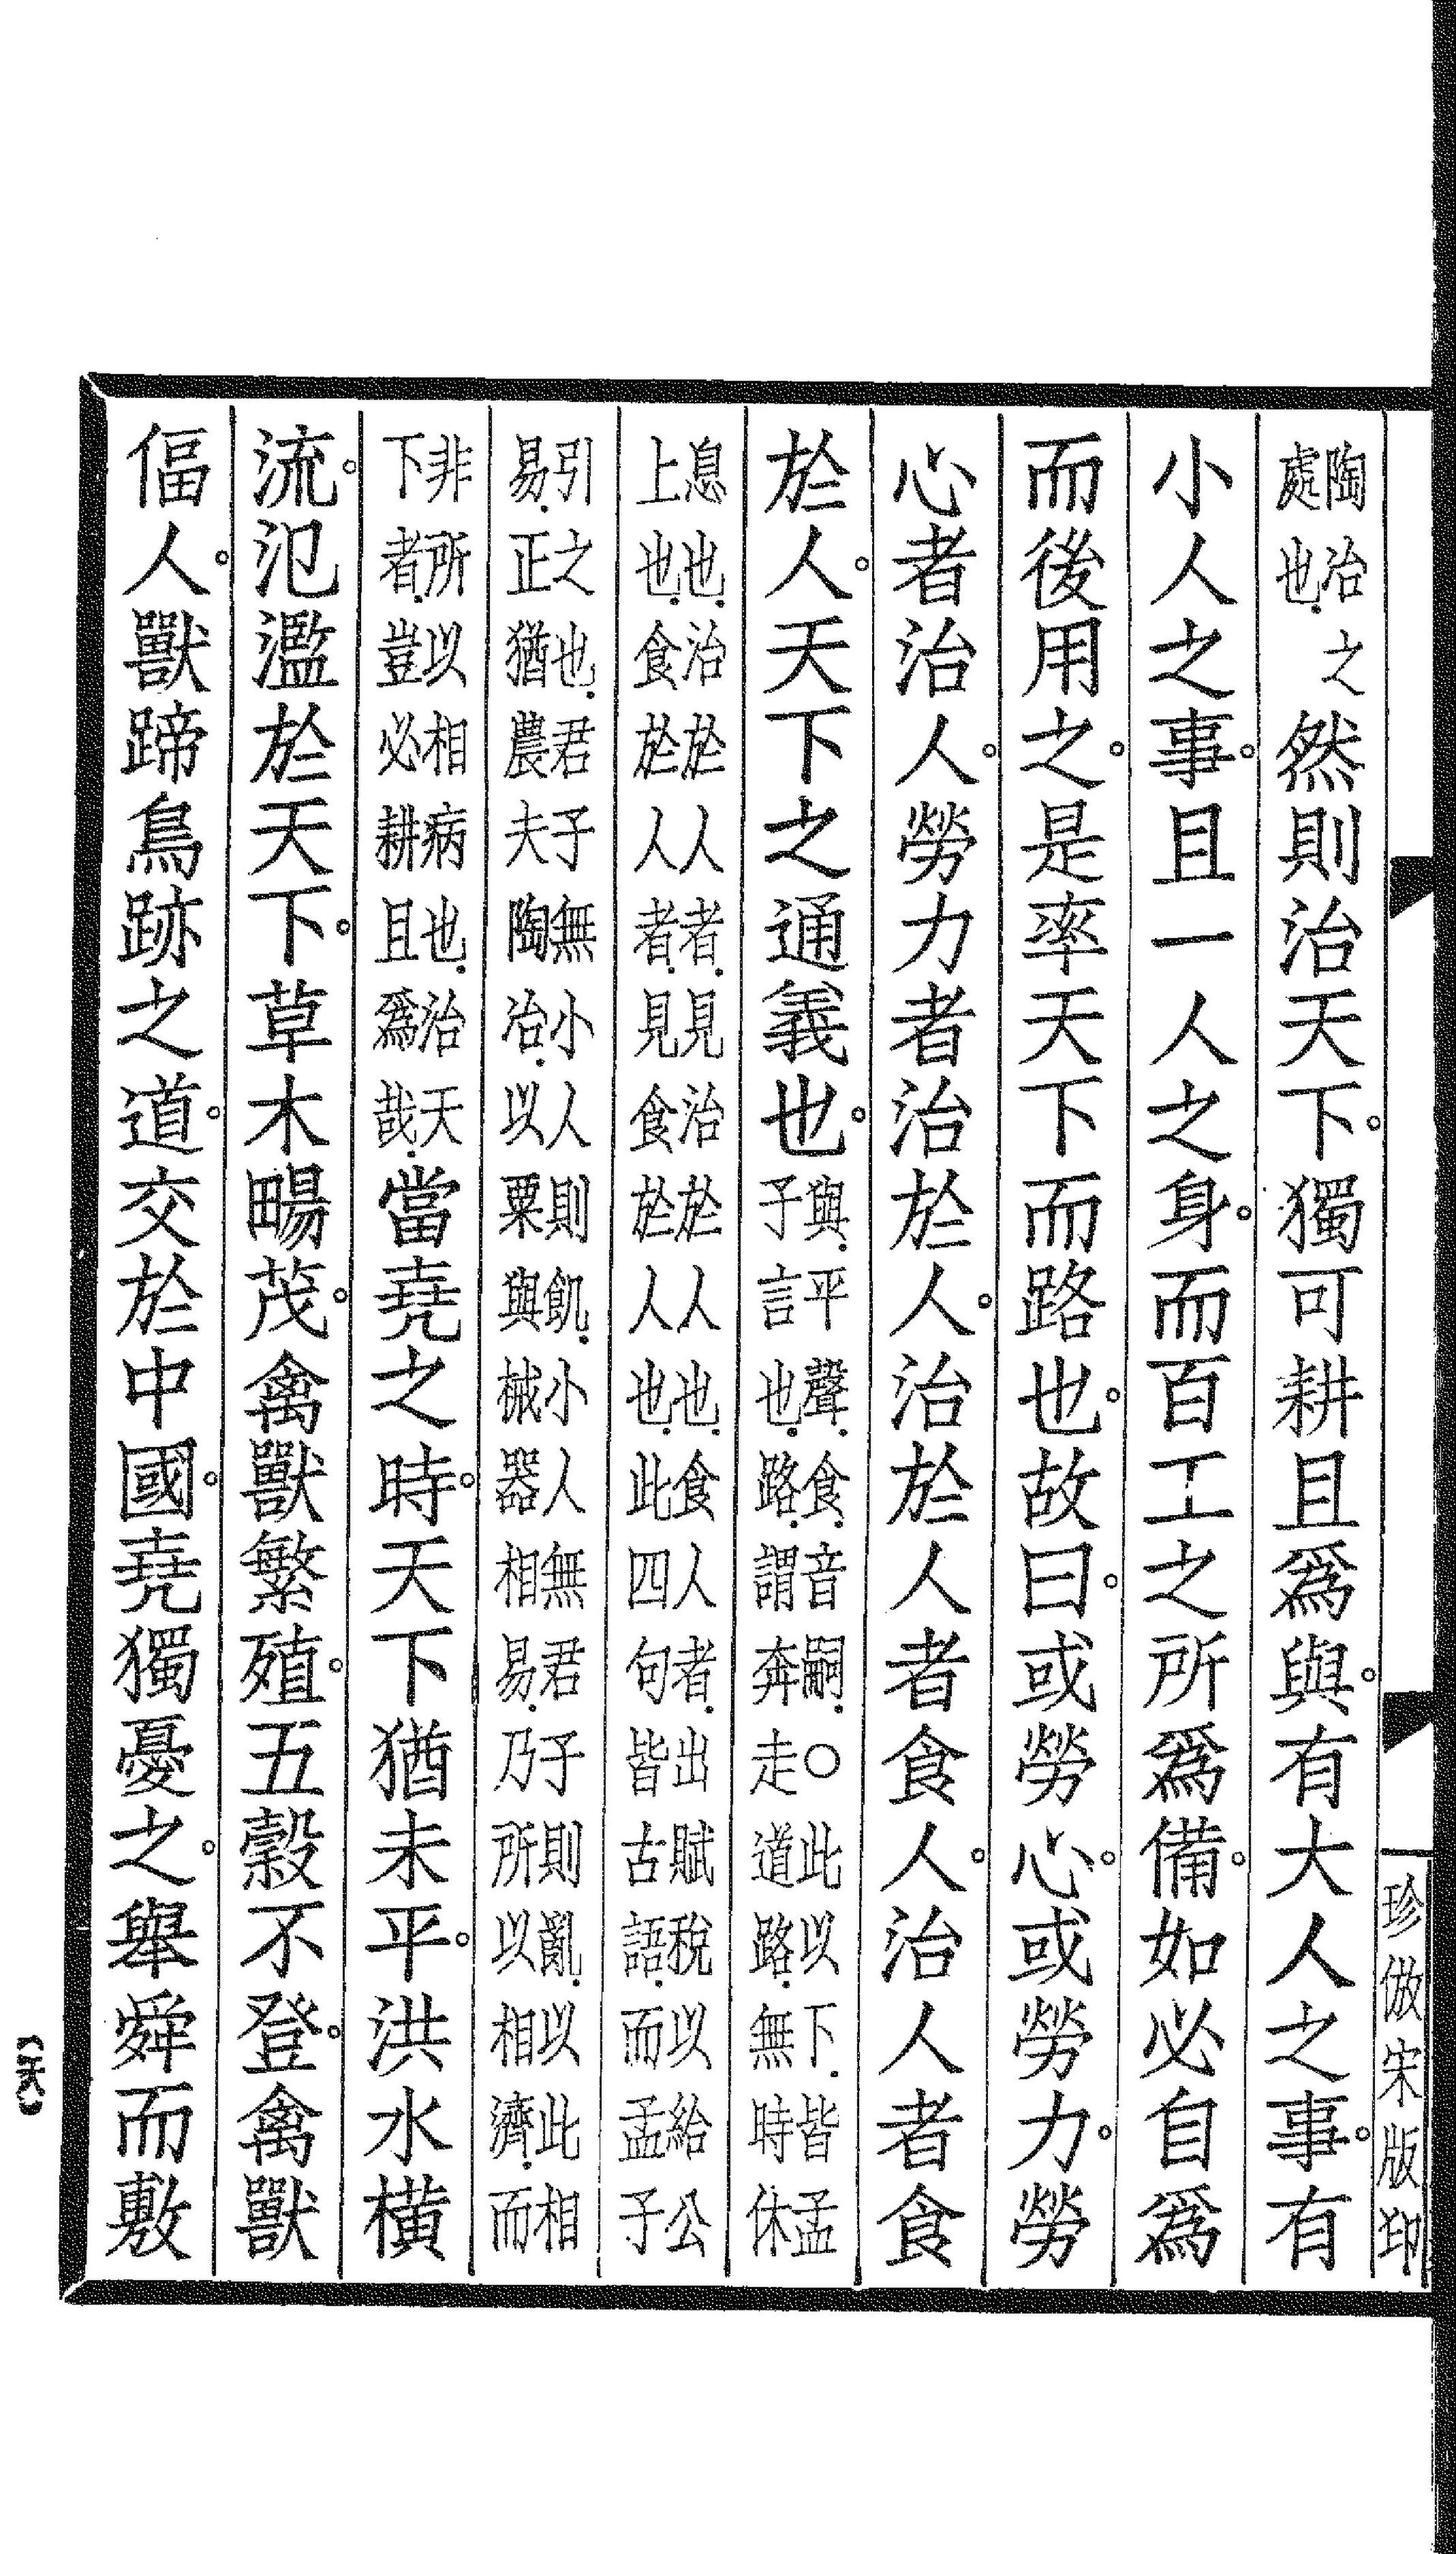 珍倣宋版印
陶冶之處也.然則治天下。獨可耕且爲與。有大人之事。有
小人之事。且一人之身。而百工之所爲備。如必自爲
而後用之。是率天下而路也。故曰。或勞心。或勞力。勞
心者治人。勞力者治於人。治於人者食人。治人者食
於人。天下之通義也。與.平聲.食.音嗣.○此以下.皆孟子言也.路.謂奔走道路.無時休
息也.治於人者.見治於人也.食人者.出賦稅以給公上也.食於人者.見食於人也.此四句皆古語.而孟子
引之也.君子無小人則飢.小人無君子則亂.以此相易.正猶農夫陶冶.以粟與械器相易.乃所以相濟.而
非所以相病也.治天下者.豈必耕且爲哉.當堯之時。天下猶未平。洪水橫
流。氾濫於天下。草木暢茂。禽獸繁殖。五穀不登。禽獸
偪人。獸蹄鳥跡之道。交於中國。堯獨憂之。舉舜而敷